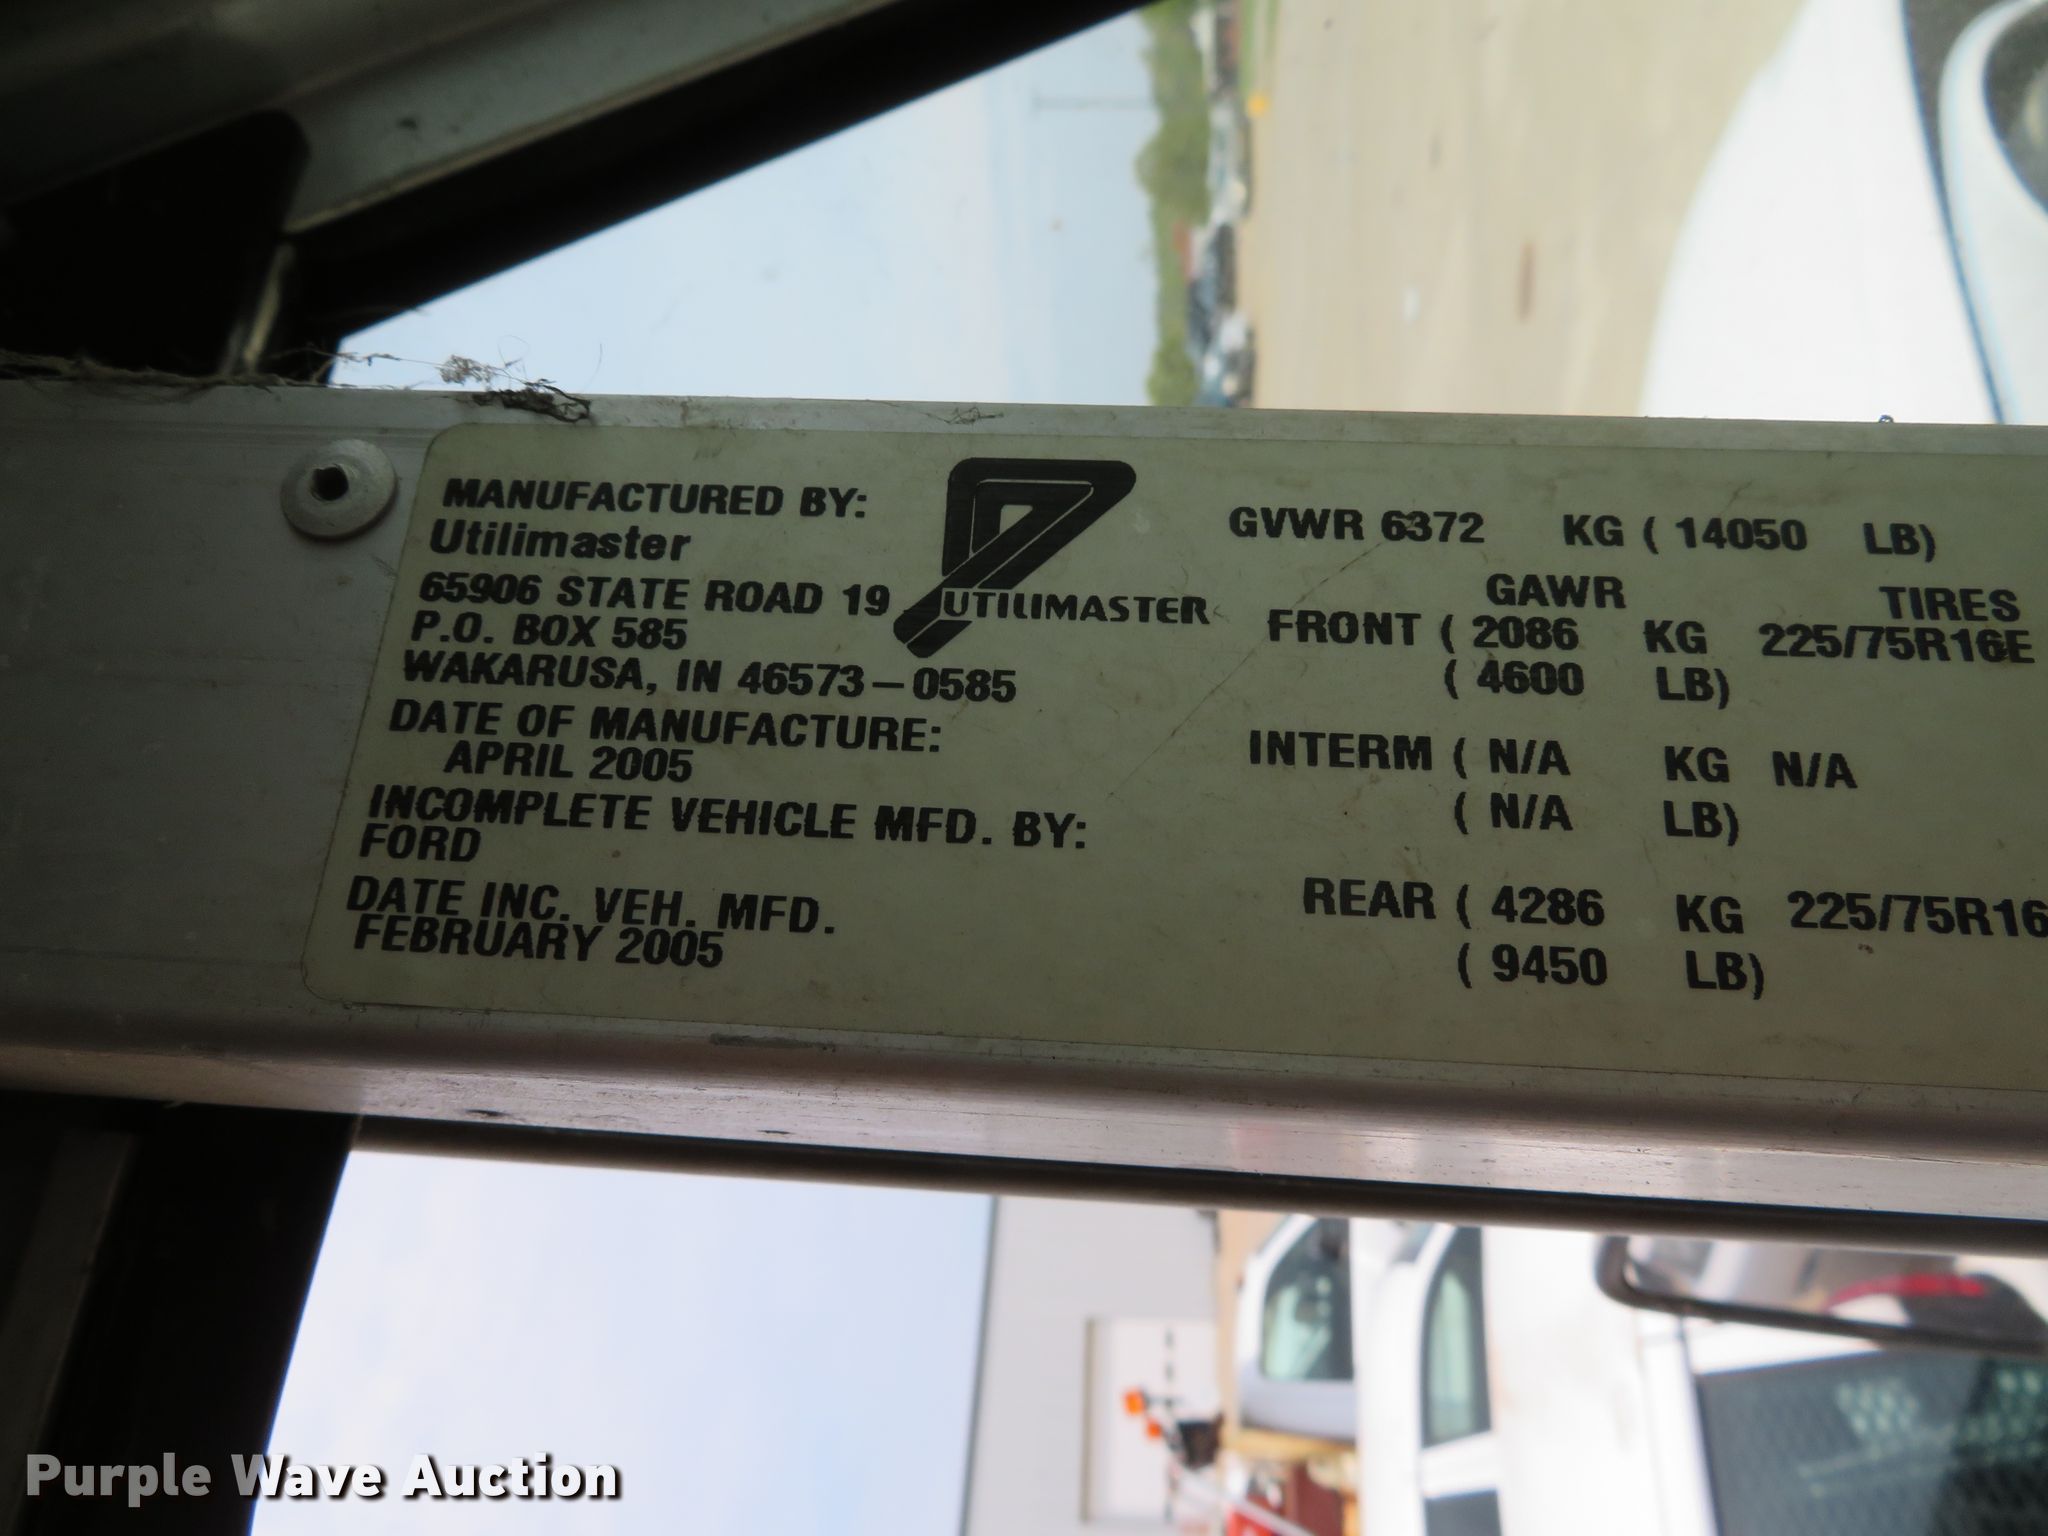 MANUFACTURED BY:
Utilimaster
65906 STATE ROAD 19
P.O. BOX 585
WAKARUSA, IN 46573-0585
DATE OF MANUFACTURE:
APRIL 2005
INCOMPLETE VEHICLE MFD. BY:
FORD
DATE INC. VEH. MFD.
FEBRUARY 2005
UTILIMASTER
GVWR 6372 KG ( 14050 LB)
GAWR TIRES
FRONT ( 2086 KG 225/75R16E
( 4600 LB)
INTERM ( N/A KG N/A
( N/A LB)
REAR ( 4286 KG 225/75R16
( 9450 LB)
Purple Wave Auction